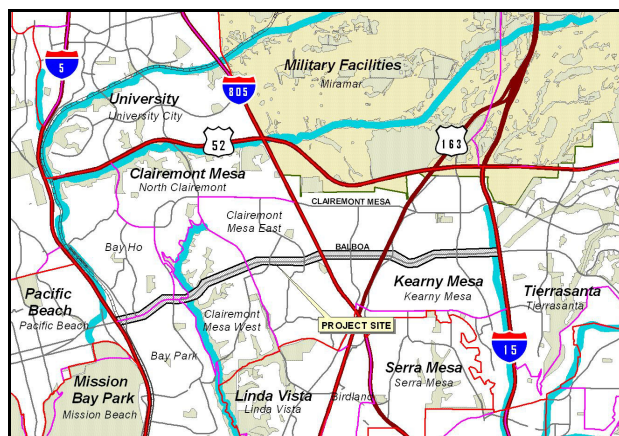 5
805
Military Facilities
Miramar
University
University City
52
163
Clairemont Mesa
North Clairemont
CLAIREMONT MESA
Clairemont
Mesa East
Bay Ho
BALBOA
Kearny Mesa
Kearny Mesa
Tierrasanta
Tierrasanta
Pacific
Beach
Pacific Beach
Clairemont
Mesa West
PROJECT SITE
15
Bay Park
Serra Mesa
Serra Mesa
Mission
Bay Park
Mission Beach
Linda Vista
Linda Vista
Birdland